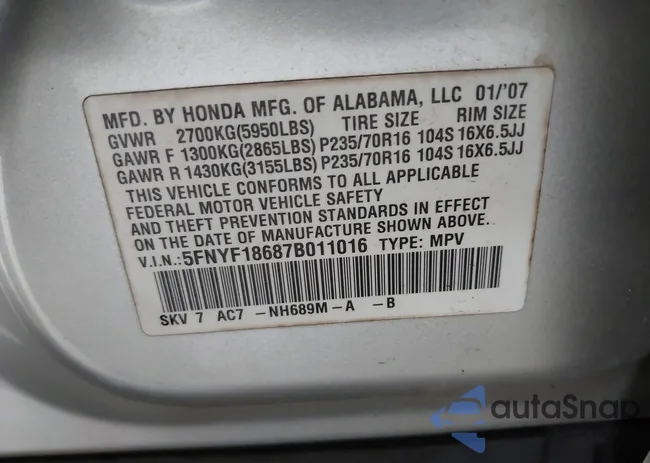 MFD. BY HONDA MFG. OF ALABAMA, LLC 01/'07
GVWR 2700KG(5950LBS) TIRE SIZE RIM SIZE
GAWR F 1300KG(2865LBS) P235/70R16 104S 16X6.5JJ
GAWR R 1430KG(3155LBS) P235/70R16 104S 16X6.5JJ
THIS VEHICLE CONFORMS TO ALL APPLICABLE
FEDERAL MOTOR VEHICLE SAFETY
AND THEFT PREVENTION STANDARDS IN EFFECT
ON THE DATE OF MANUFACTURE SHOWN ABOVE.
V.I.N.:5FNYF18687B011016 TYPE: MPV
SKV 7 AC7 -NH689M-A -B
autaSnap